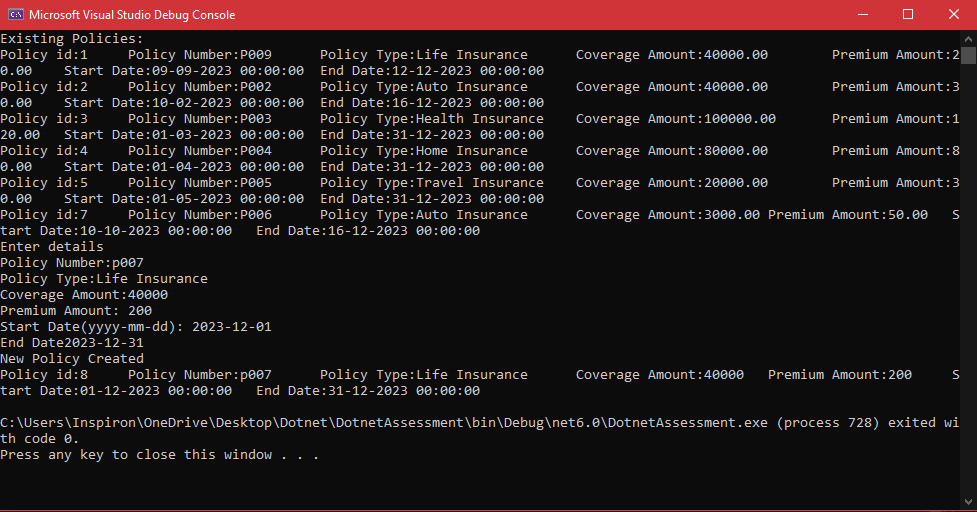 Microsoft Visual Studio Debug Console
Existing Policies:
Policy id:1     Policy Number:P009      Policy Type:Life Insurance      Coverage Amount:40000.00        Premium Amount:2
0.00    Start Date:09-09-2023 00:00:00  End Date:12-12-2023 00:00:00
Policy id:2     Policy Number:P002      Policy Type:Auto Insurance      Coverage Amount:40000.00        Premium Amount:3
0.00    Start Date:10-02-2023 00:00:00  End Date:16-12-2023 00:00:00
Policy id:3     Policy Number:P003      Policy Type:Health Insurance    Coverage Amount:100000.00       Premium Amount:1
20.00   Start Date:01-03-2023 00:00:00  End Date:31-12-2023 00:00:00
Policy id:4     Policy Number:P004      Policy Type:Home Insurance      Coverage Amount:80000.00        Premium Amount:8
0.00    Start Date:01-04-2023 00:00:00  End Date:31-12-2023 00:00:00
Policy id:5     Policy Number:P005      Policy Type:Travel Insurance    Coverage Amount:20000.00        Premium Amount:3
0.00    Start Date:01-05-2023 00:00:00  End Date:31-12-2023 00:00:00
Policy id:7     Policy Number:P006      Policy Type:Auto Insurance      Coverage Amount:3000.00 Premium Amount:50.00   S
tart Date:10-10-2023 00:00:00   End Date:16-12-2023 00:00:00
Enter details
Policy Number:p007
Policy Type:Life Insurance
Coverage Amount:40000
Premium Amount: 200
Start Date(yyyy-mm-dd): 2023-12-01
End Date2023-12-31
New Policy Created
Policy id:8     Policy Number:p007      Policy Type:Life Insurance      Coverage Amount:40000   Premium Amount:200     S
tart Date:01-12-2023 00:00:00   End Date:31-12-2023 00:00:00
C:\Users\Inspiron\OneDrive\Desktop\Dotnet\DotnetAssessment\bin\Debug\net6.0\DotnetAssessment.exe (process 728) exited wi
th code 0.
Press any key to close this window . . .